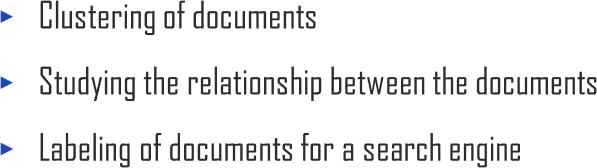 Clustering of documents
Studying the relationship between the documents
Labeling of documents for a search engine